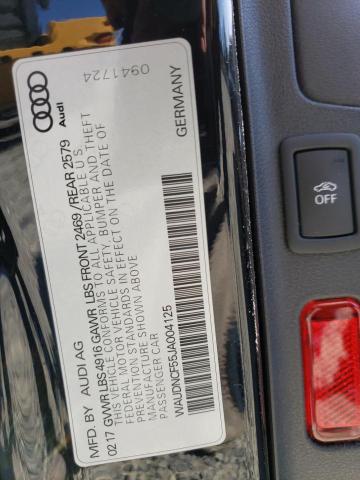 MFD. BY AUDI AG
0217 GVWR LBS 4916 GAWR LBS FRONT 2469/REAR 2579
THIS VEHICLE CONFORMS TO ALL APPLICABLE U S
FEDERAL MOTOR VEHICLE SAFETY, BUMPER AND THEFT
PREVENTION STANDARDS IN EFFECT ON THE DATE OF
MANUFACTURE SHOWN ABOVE
PASSENGER CAR
WAUDNCF55JA004125
GERMANY
Audi
0941724
OFF